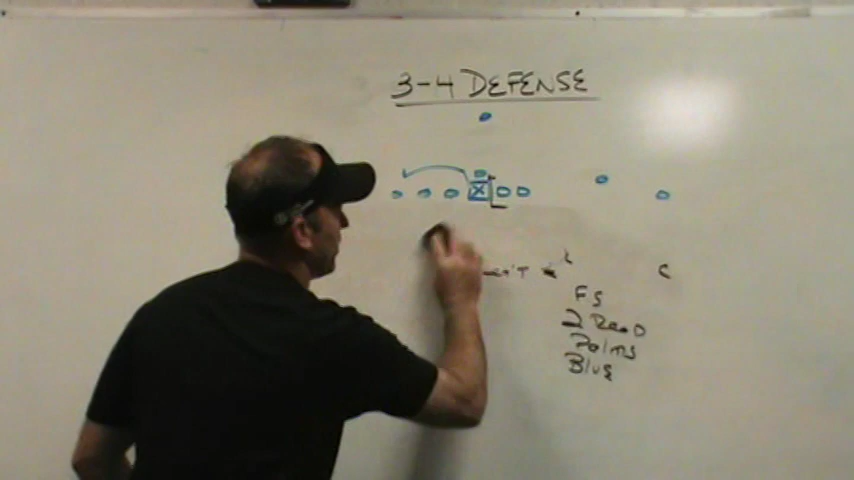 3-4 DEFENSE
X
C
FS
2 Read
Palms
Blue